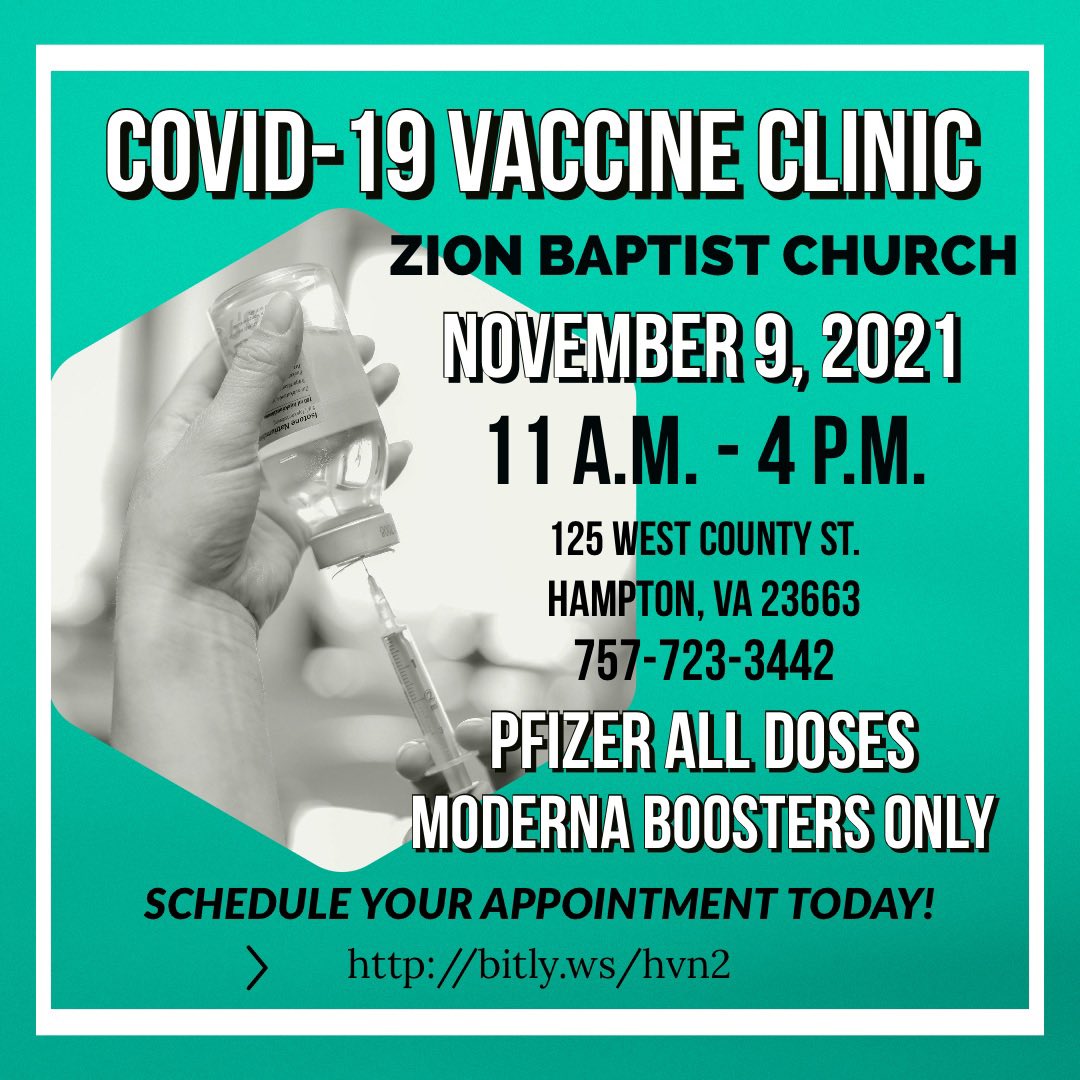 COVID-19 VACCINE CLINIC
ZION BAPTIST CHURCH
NOVEMBER 9, 2021
11 A.M. - 4 P.M.
125 WEST COUNTY ST.
HAMPTON, VA 23663
757-723-3442
PFIZER ALL DOSES
MODERNA BOOSTERS ONLY
SCHEDULE YOUR APPOINTMENT TODAY!
> http://bitly.ws/hvn2